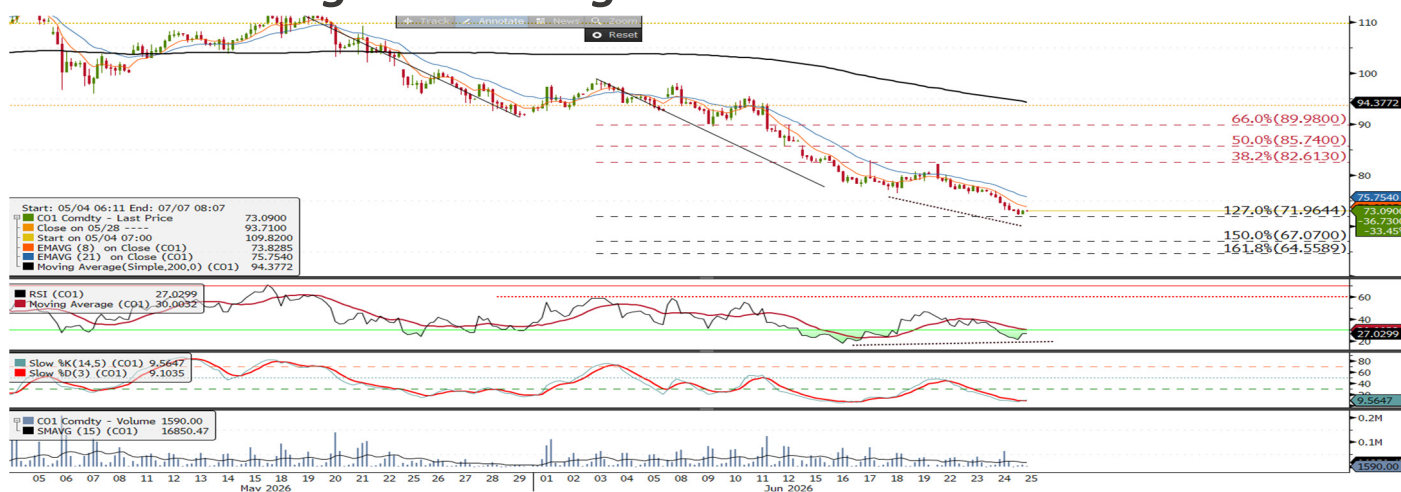 + Track Annotate News Zoom
Reset
110
100
94.3772
90
80
75.7540
73.0900
-36.7300
-33.45%
66.0%(89.9800)
50.0%(85.7400)
38.2%(82.6130)
127.0%(71.9644)
150.0%(67.0700)
161.8%(64.5589)
Start: 05/04 06:11 End: 07/07 08:07
CO1 Comdty - Last Price 73.0900
Close on 05/28 ---- 93.7100
Start on 05/04 07:00 109.8200
EMAVG (8) on Close (CO1) 73.8285
EMAVG (21) on Close (CO1) 75.7540
Moving Average(Simple,200,0) (CO1) 94.3772
RSI (CO1) 27.0299
Moving Average (CO1) 30.0032
60
40
27.0299
20
Slow %K(14,5) (CO1) 9.5647
Slow %D(3) (CO1) 9.1035
80
60
40
9.5647
CO1 Comdty - Volume 1590.00
SMAVG (15) (CO1) 16850.47
0.2M
0.1M
1590.00
05 06 07 08 11 12 13 14 15 18 19 20 21 22 25 26 27 28 29 01 02 03 04 05 08 09 10 11 12 15 16 17 18 19 22 23 24 25
May 2026 Jun 2026